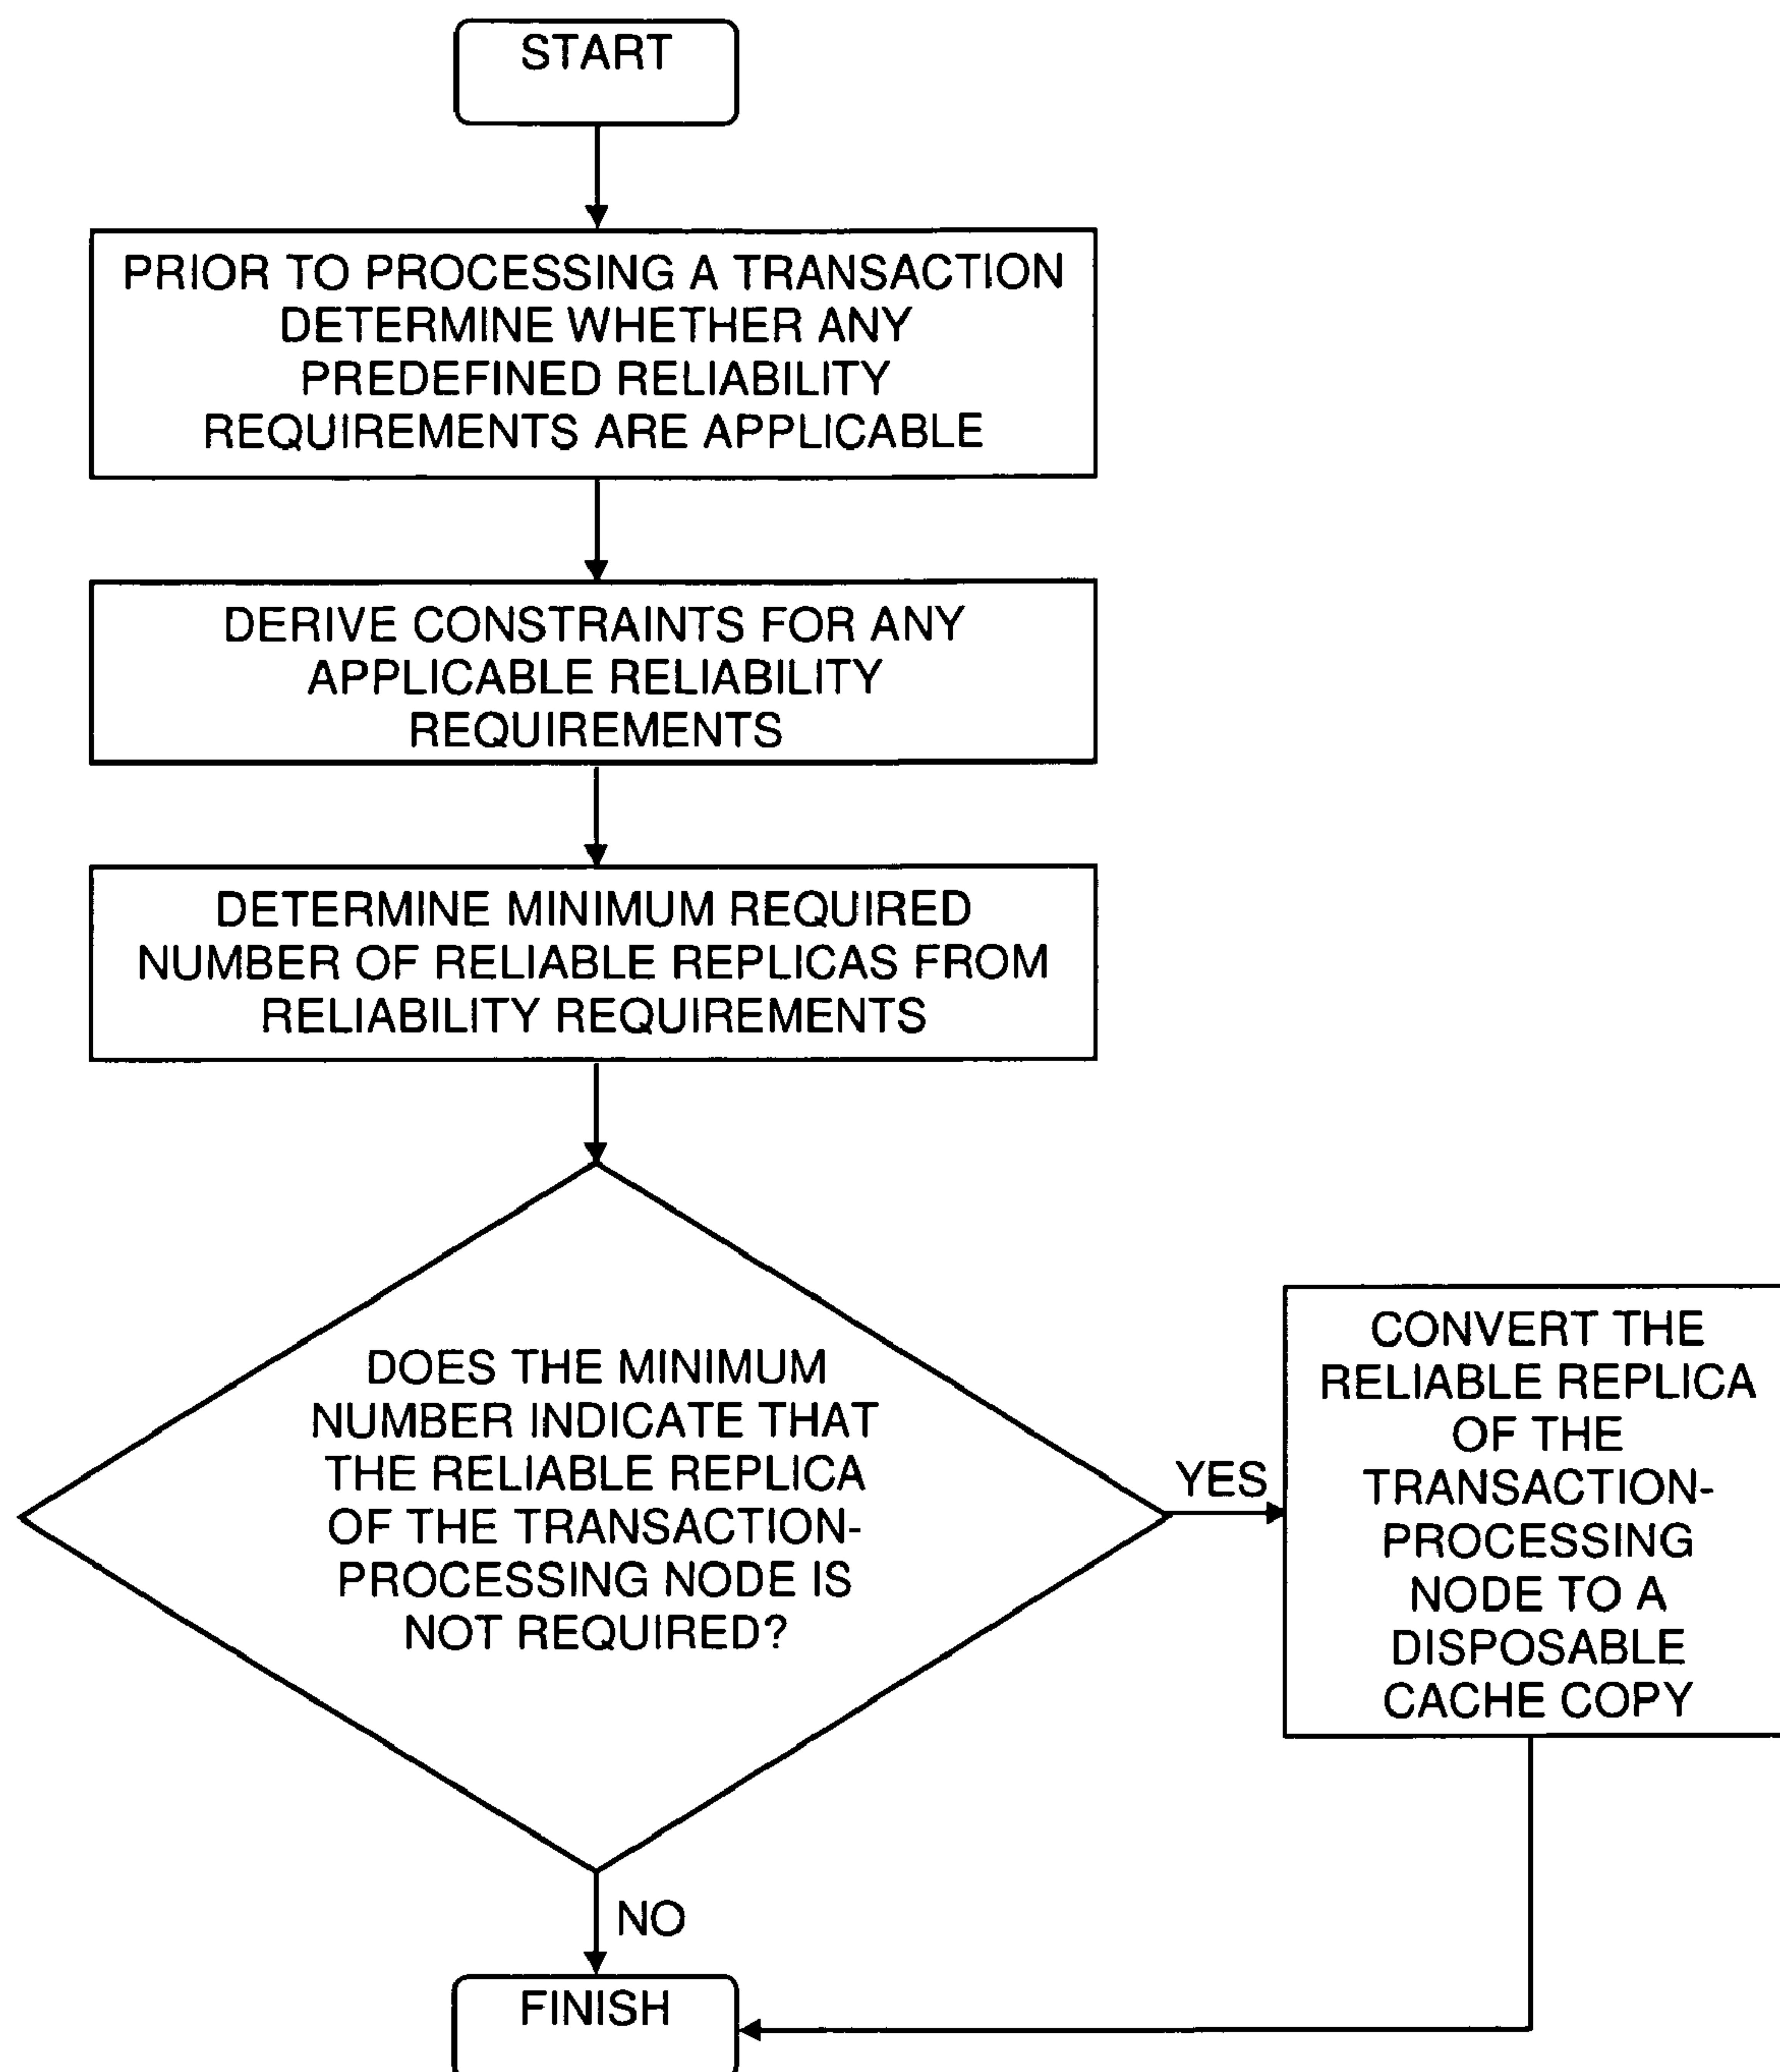 START
PRIOR TO PROCESSING A TRANSACTION
DETERMINE WHETHER ANY
PREDEFINED RELIABILITY
REQUIREMENTS ARE APPLICABLE
DERIVE CONSTRAINTS FOR ANY
APPLICABLE RELIABILITY
REQUIREMENTS
DETERMINE MINIMUM REQUIRED
NUMBER OF RELIABLE REPLICAS FROM
RELIABILITY REQUIREMENTS
DOES THE MINIMUM
NUMBER INDICATE THAT
THE RELIABLE REPLICA
OF THE TRANSACTION-
PROCESSING NODE IS
NOT REQUIRED?
YES
CONVERT THE
RELIABLE REPLICA
OF THE
TRANSACTION-
PROCESSING
NODE TO A
DISPOSABLE
CACHE COPY
NO
FINISH